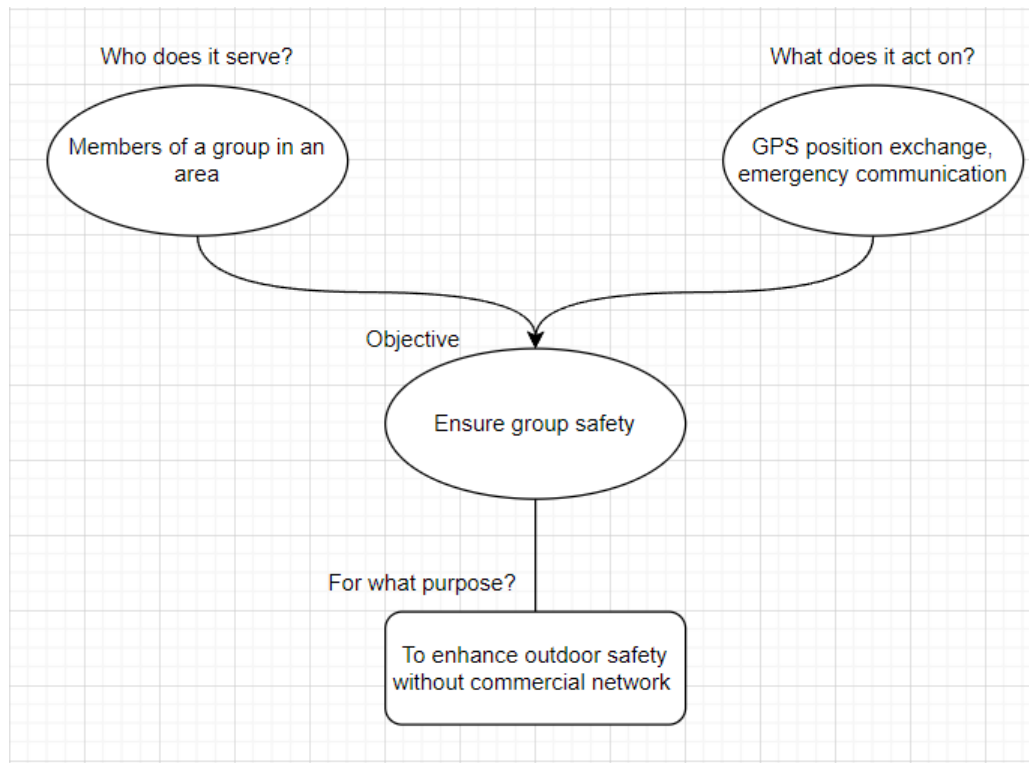 Who does it serve?
What does it act on?
Members of a group in an
area
GPS position exchange,
emergency communication
Objective
Ensure group safety
For what purpose?
To enhance outdoor safety
without commercial network